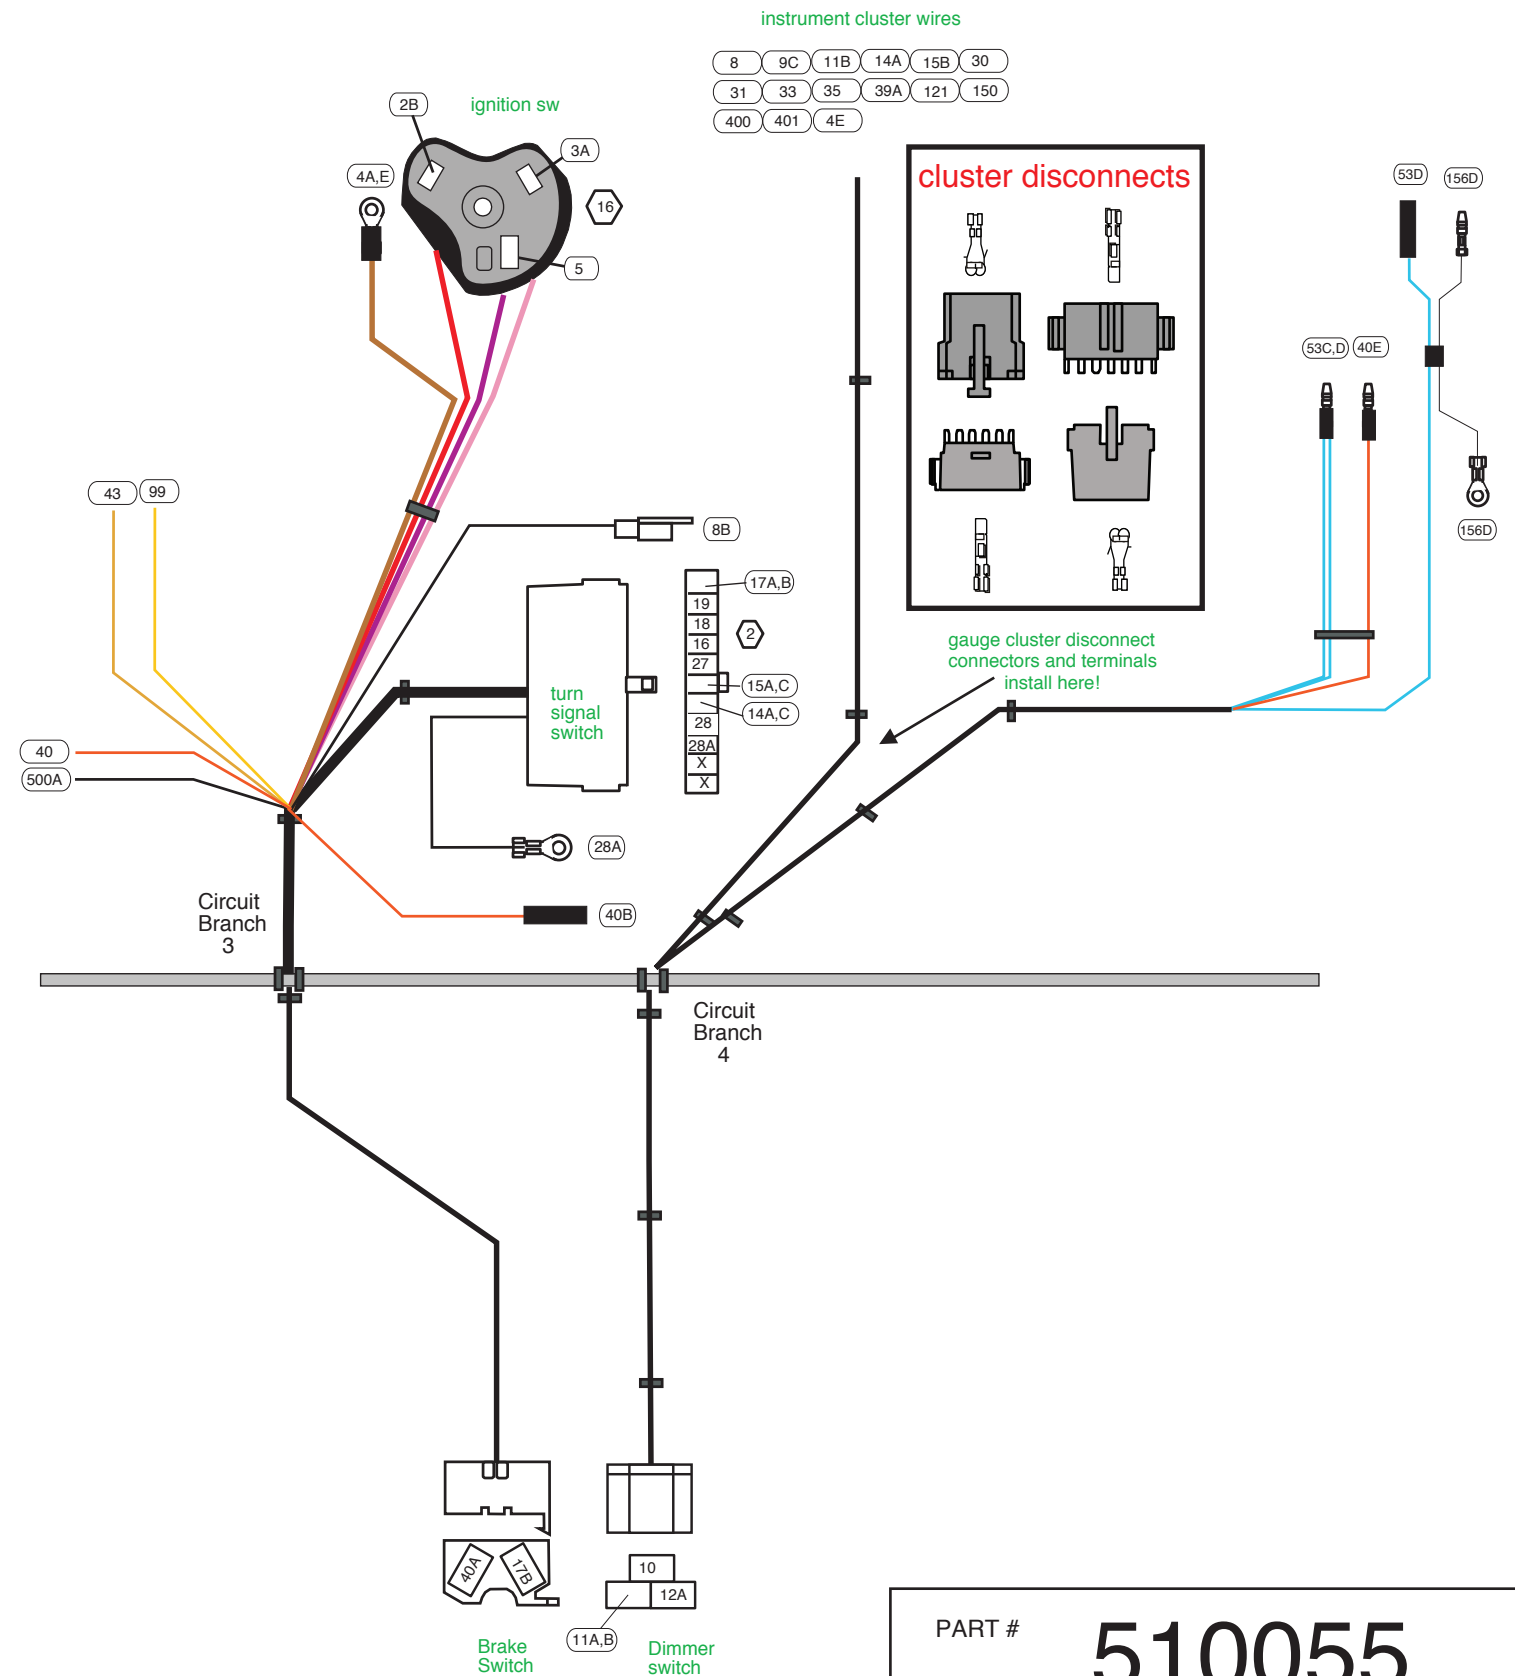 instrument cluster wires
8 9C 11B 14A 15B 30
31 33 35 39A 121 150
400 401 4E
2B
ignition sw
3A
4A,E
16
5
cluster disconnects
53D
156D
53C,D
40E
156D
43
99
8B
17A,B
19
18
2
16
27
15A,C
14A,C
28
28A
X
X
turn
signal
switch
gauge cluster disconnect
connectors and terminals
install here!
40
500A
28A
40B
Circuit
Branch
3
Circuit
Branch
4
40A
17B
10
12A
11A,B
Brake
Switch
Dimmer
switch
PART #
510055